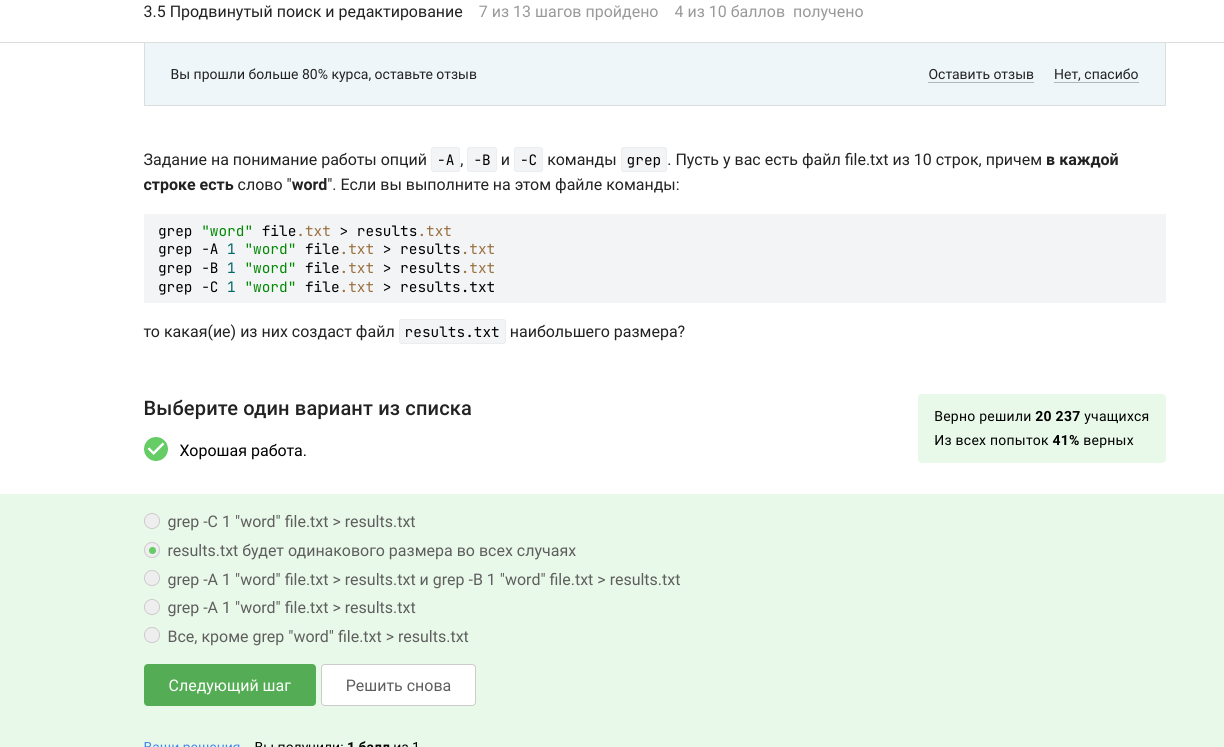 3.5 Продвинутый поиск и редактирование 7 из 13 шагов пройдено 4 из 10 баллов получено
Вы прошли больше 80% курса, оставьте отзыв Оставить отзыв Нет, спасибо
Задание на понимание работы опций -A, -B и -C команды grep. Пусть у вас есть файл file.txt из 10 строк, причем в каждой
строке есть слово "word". Если вы выполните на этом файле команды:
grep "word" file.txt > results.txt
grep -A 1 "word" file.txt > results.txt
grep -B 1 "word" file.txt > results.txt
grep -C 1 "word" file.txt > results.txt
то какая(ие) из них создаст файл results.txt наибольшего размера?
Выберите один вариант из списка
Хорошая работа.
Верно решили 20 237 учащихся
Из всех попыток 41% верных
grep -C 1 "word" file.txt > results.txt
results.txt будет одинакового размера во всех случаях
grep -A 1 "word" file.txt > results.txt и grep -B 1 "word" file.txt > results.txt
grep -A 1 "word" file.txt > results.txt
Все, кроме grep "word" file.txt > results.txt
Следующий шаг Решить снова
Ваши решения Вы получили: 1 балл из 1